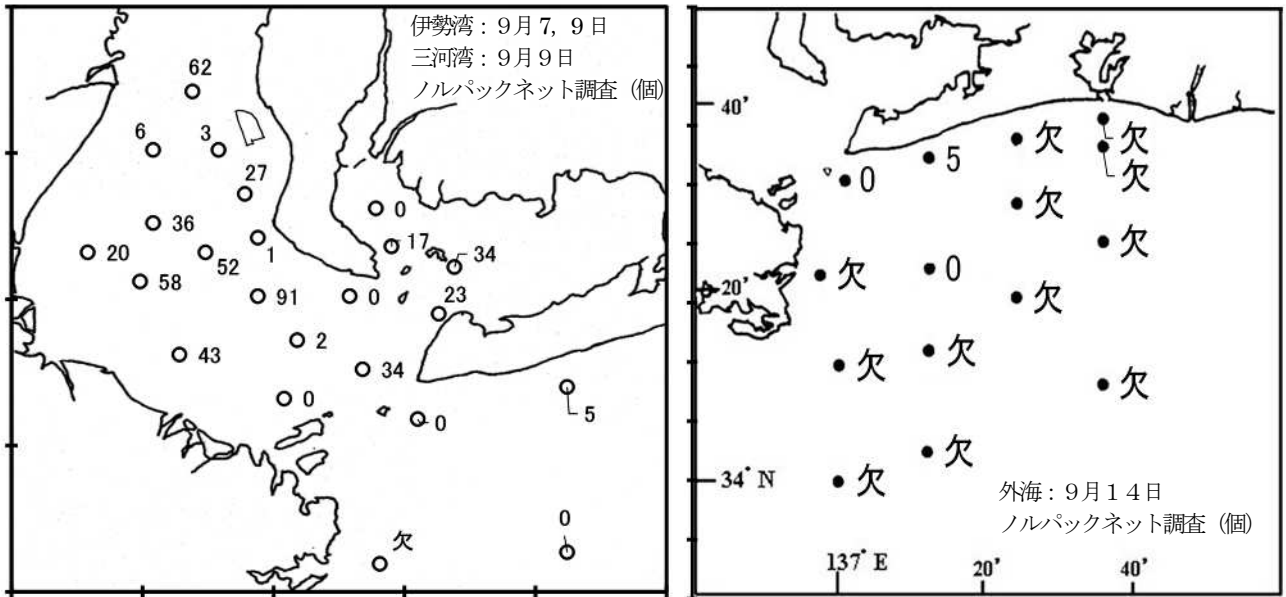 伊勢湾：９月７, ９日
三河湾：９月９日
ノルパックネット調査（個）
62
6
3
27
0
36
17
20
1
34
52
58
91
0
23
2
43
34
0
5
0
欠
0
40'
欠
欠
5
欠
0
欠
欠
0
20'
欠
欠
欠
欠
欠
欠
34° N
欠
外海：９月１４日
ノルパックネット調査（個）
137° E
20'
40'